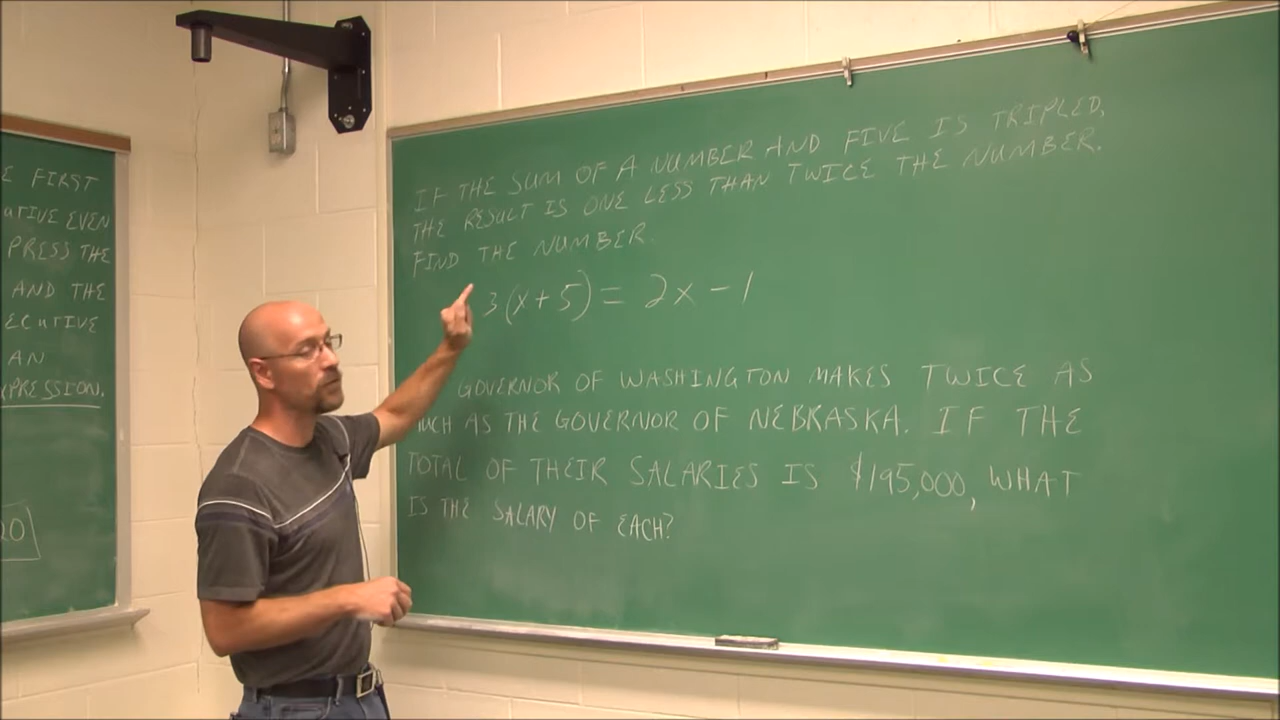 E FIRST
ATIVE EVEN
PRESS THE
AND THE
ECUTIVE
AN
PRESSION.
20
IF THE SUM OF A NUMBER AND FIVE IS TRIPLED,
THE RESULT IS ONE LESS THAN TWICE THE NUMBER.
FIND THE NUMBER.
3(x+5) = 2x - 1
GOVERNOR OF WASHINGTON MAKES TWICE AS
UCH AS THE GOVERNOR OF NEBRASKA. IF THE
TOTAL OF THEIR SALARIES IS $195,000, WHAT
IS THE SALARY OF EACH?